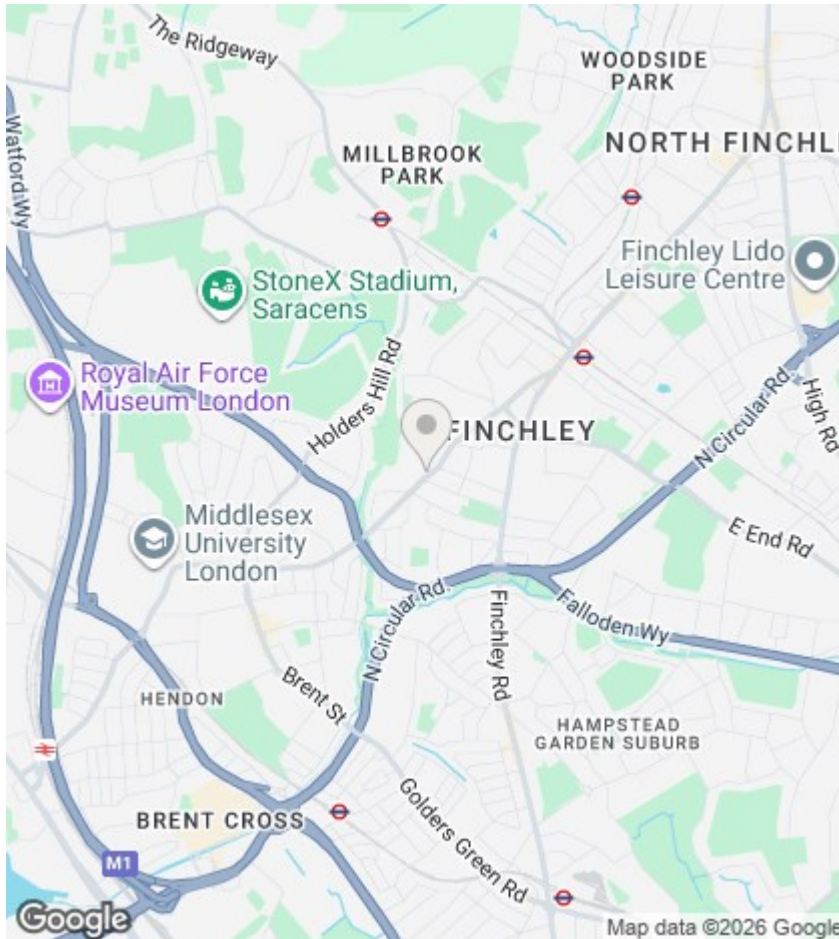 The Ridgeway
WOODSIDE
PARK
Watford Wy
MILLBROOK
PARK
NORTH FINCHL
StoneX Stadium,
Saracens
Finchley Lido
Leisure Centre
Royal Air Force
Museum London
Holders Hill Rd
N Circular Rd
High Rd
FINCHLEY
Middlesex
University
London
E End Rd
N Circular Rd
Finchley Rd
Falloden Wy
HENDON
Brent St
HAMPSTEAD
GARDEN SUBURB
BRENT CROSS
Golders Green Rd
M1
Google
Map data ©2026 Google